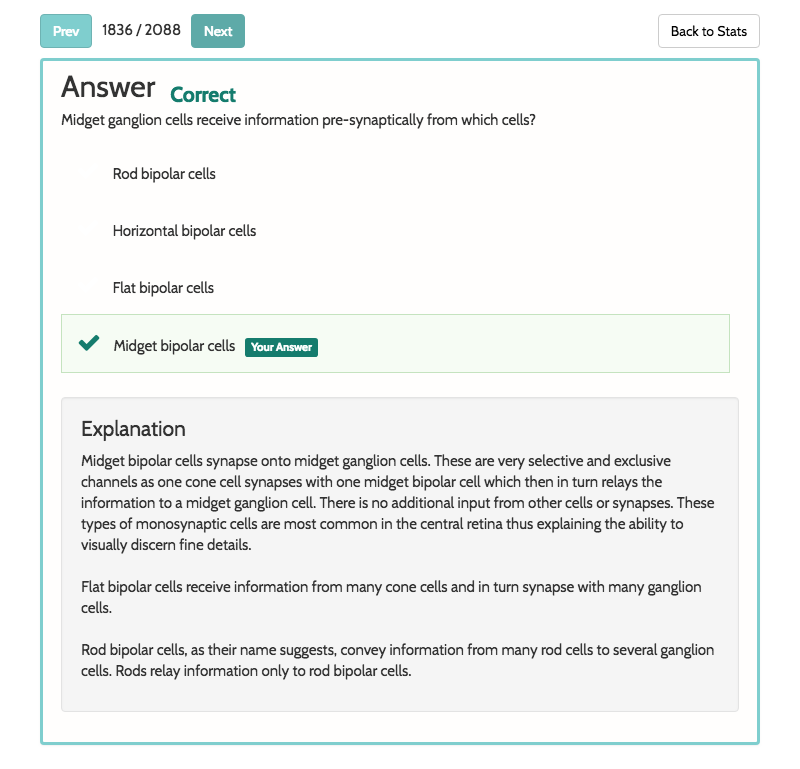 Prev 1836 / 2088 Next Back to Stats
Answer Correct
Midget ganglion cells receive information pre-synaptically from which cells?
Rod bipolar cells
Horizontal bipolar cells
Flat bipolar cells
Midget bipolar cells Your Answer
Explanation
Midget bipolar cells synapse onto midget ganglion cells. These are very selective and exclusive
channels as one cone cell synapses with one midget bipolar cell which then in turn relays the
information to a midget ganglion cell. There is no additional input from other cells or synapses. These
types of monosynaptic cells are most common in the central retina thus explaining the ability to
visually discern fine details.
Flat bipolar cells receive information from many cone cells and in turn synapse with many ganglion
cells.
Rod bipolar cells, as their name suggests, convey information from many rod cells to several ganglion
cells. Rods relay information only to rod bipolar cells.